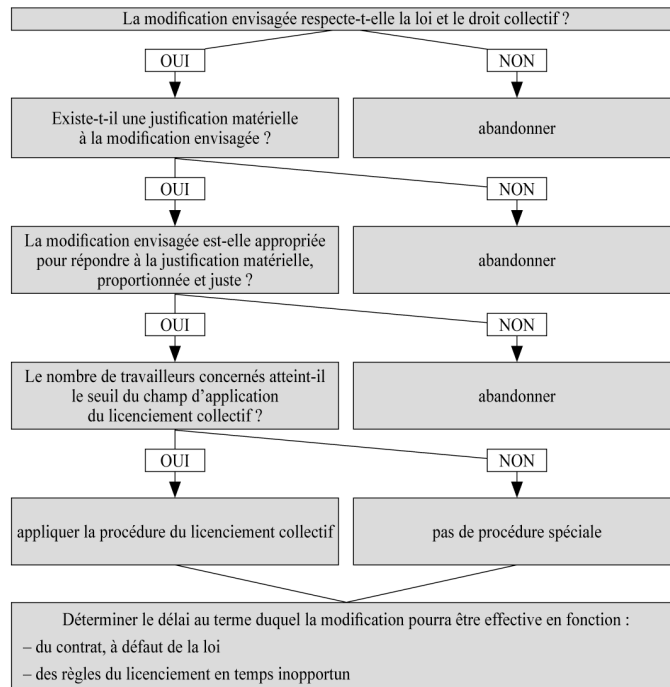 La modification envisagée respecte-t-elle la loi et le droit collectif ?
OUI
NON
Existe-t-il une justification matérielle
à la modification envisagée ?
abandonner
OUI
NON
La modification envisagée est-elle appropriée
pour répondre à la justification matérielle,
proportionnée et juste ?
abandonner
OUI
NON
Le nombre de travailleurs concernés atteint-il
le seuil du champ d’application
du licenciement collectif ?
abandonner
OUI
NON
appliquer la procédure du licenciement collectif
pas de procédure spéciale
Déterminer le délai au terme duquel la modification pourra être effective en fonction :
– du contrat, à défaut de la loi
– des règles du licenciement en temps inopportun